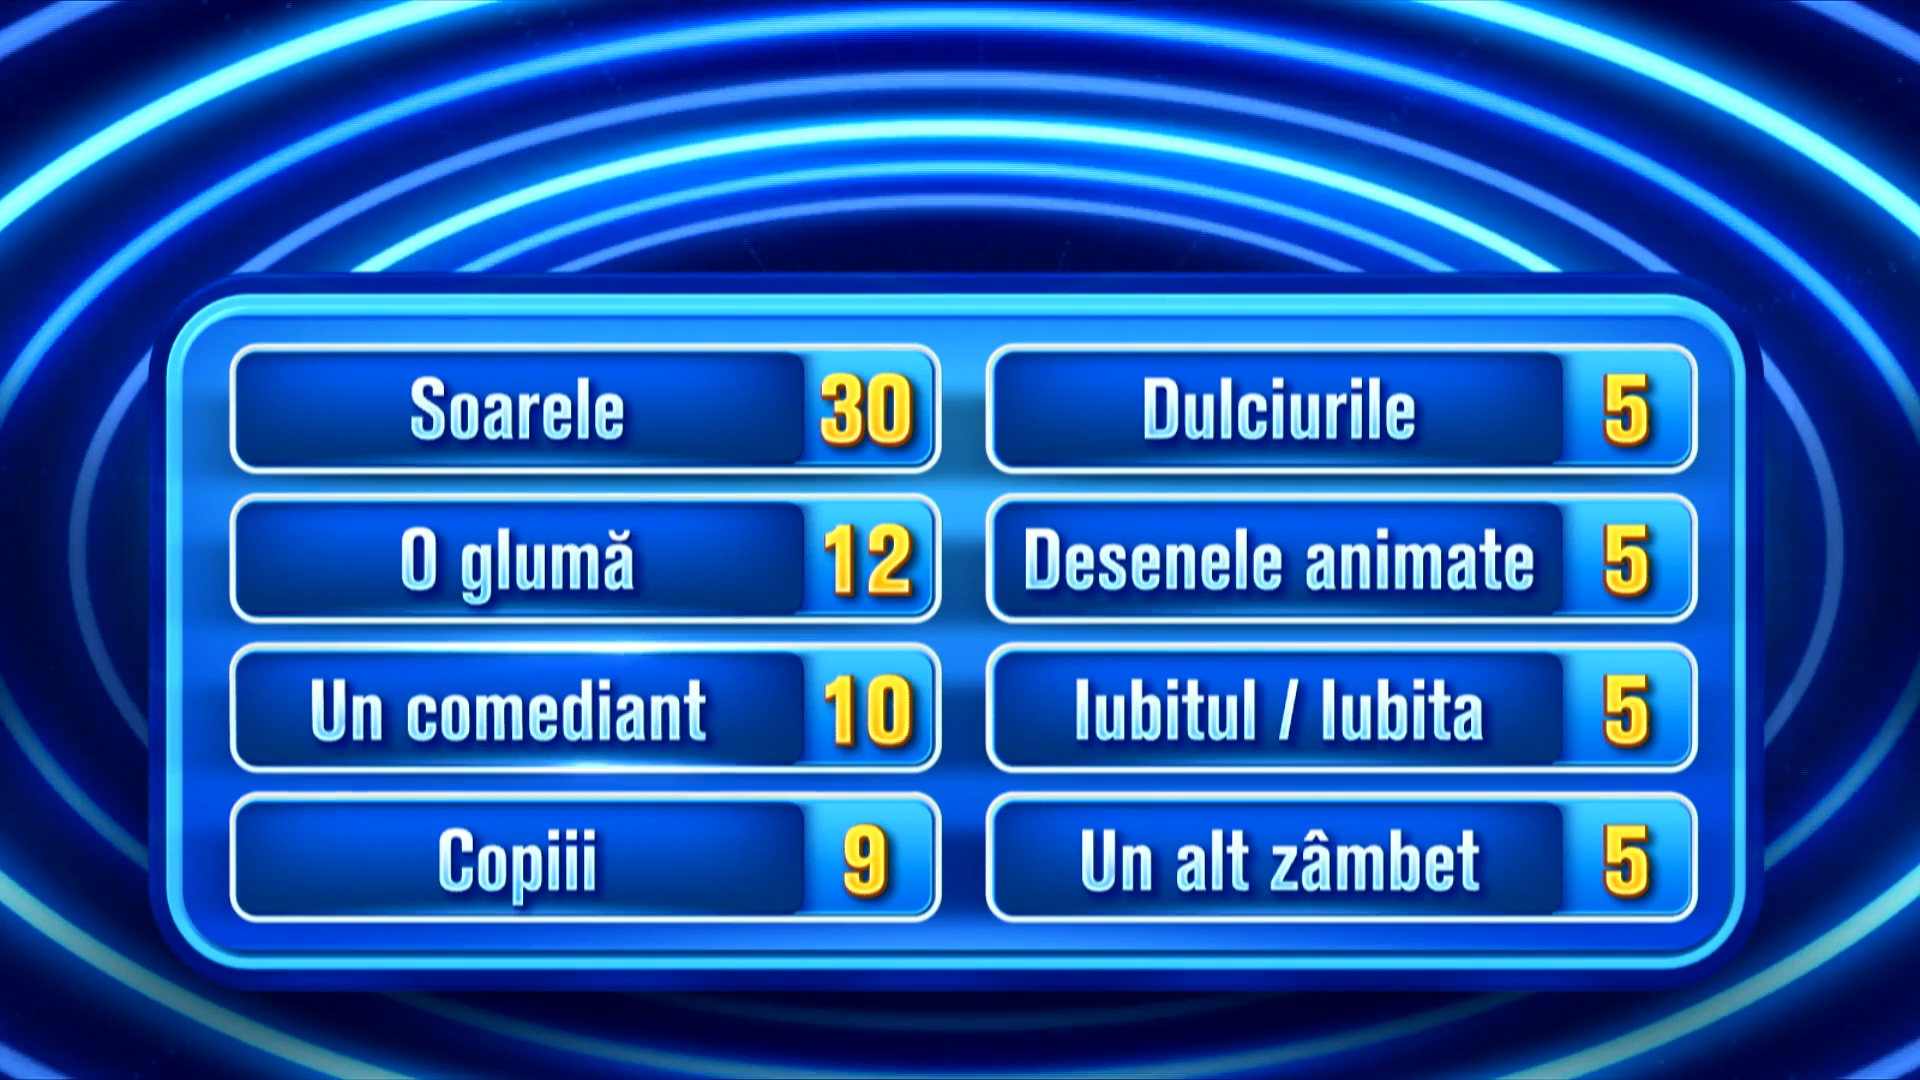 Soarele 30
O glumă 12
Un comediant 10
Copiii 9
Dulciurile 5
Desenele animate 5
Iubitul / Iubita 5
Un alt zâmbet 5